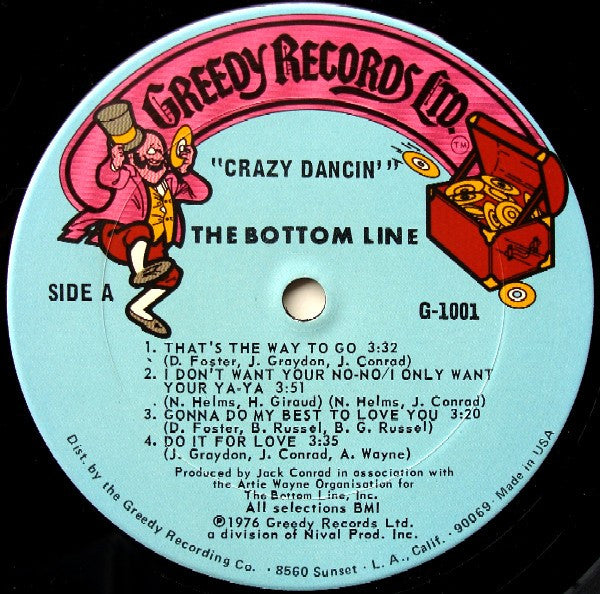 GREEDY RECORDS LTD.
TM
"CRAZY DANCIN'"
THE BOTTOM LINE
SIDE A
G-1001
1. THAT'S THE WAY TO GO 3:32
(D. Foster, J. Graydon, J. Conrad)
2. I DON'T WANT YOUR NO-NO/I ONLY WANT
YOUR YA-YA 3:51
(N. Helms, H. Giraud) (N. Helms, J. Conrad)
3. GONNA DO MY BEST TO LOVE YOU 3:20
(D. Foster, B. Russel, B. G. Russel)
4. DO IT FOR LOVE 3:35
(J. Graydon, J. Conrad, A. Wayne)
Produced by Jack Conrad in association with the
Artie Wayne Organisation for
The Bottom Line, Inc.
All selections BMI
℗1976 Greedy Records Ltd.
a division of Nival Prod. Inc.
Dist. by the Greedy Recording Co. · 8560 Sunset · L. A., Calif. · 90069 · Made in USA